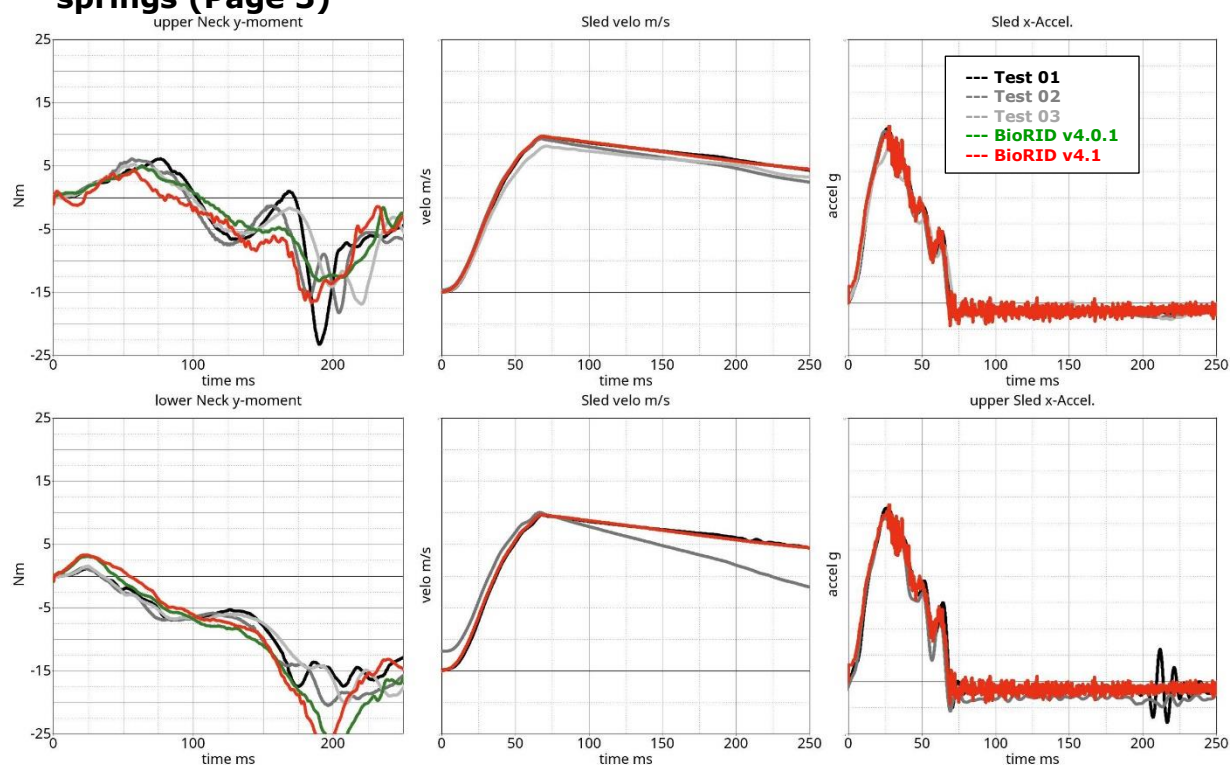 springs (Page 3)
upper Neck y-moment
25
15
5
-5
-15
-25
Nm
0
100
200
time ms
Sled velo m/s
velo m/s
0
50
100
150
200
250
time ms
Sled x-Accel.
accel g
--- Test 01
--- Test 02
--- Test 03
--- BioRID v4.0.1
--- BioRID v4.1
0
50
100
150
200
250
time ms
lower Neck y-moment
25
15
5
-5
-15
-25
Nm
0
100
200
time ms
Sled velo m/s
velo m/s
0
50
100
150
200
250
time ms
upper Sled x-Accel.
accel g
0
50
100
150
200
250
time ms